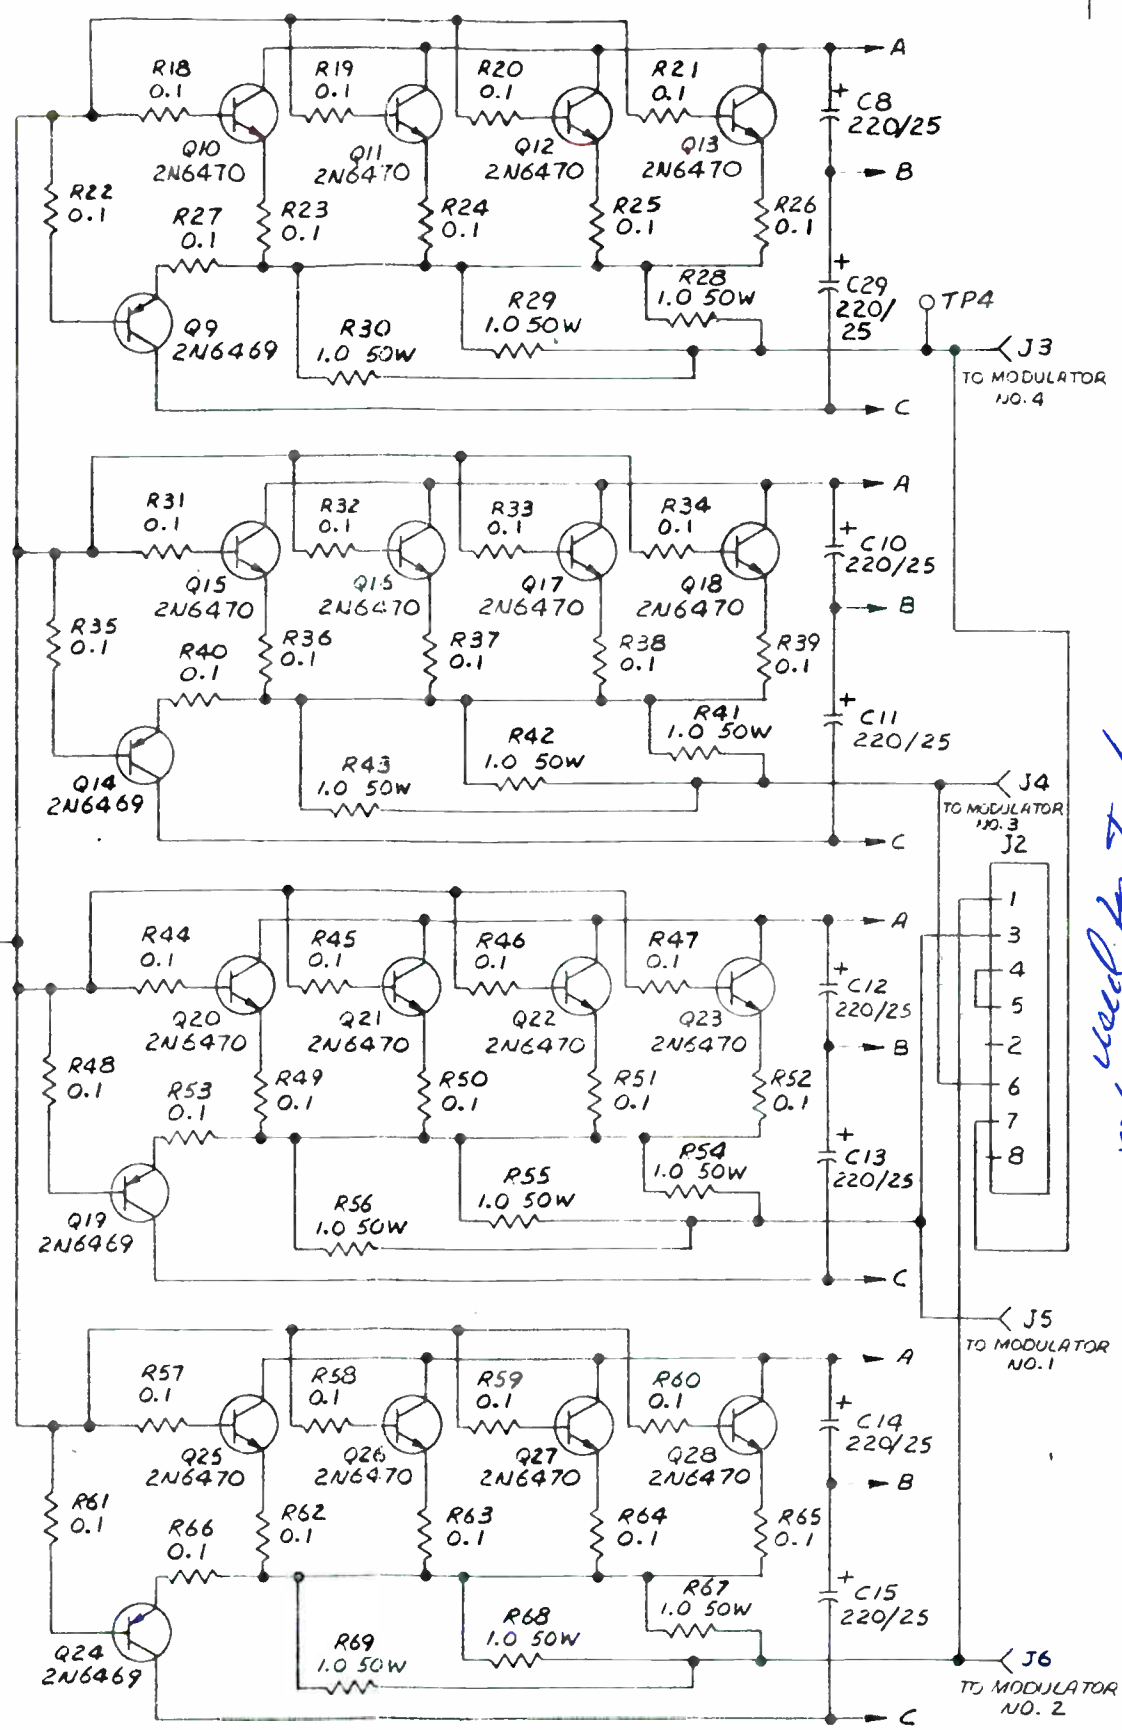 A
R18
0.1
R19
0.1
R20
0.1
R21
0.1
+
C8
220/25
Q10
2N6470
Q11
2N6470
Q12
2N6470
Q13
2N6470
B
R22
0.1
R27
0.1
R23
0.1
R24
0.1
R25
0.1
R26
0.1
+
C29
220/
25
R28
1.0 50W
R29
1.0 50W
R30
1.0 50W
Q9
2N6469
TP4
J3
TO MODULATOR
NO. 4
C
A
R31
0.1
R32
0.1
R33
0.1
R34
0.1
+
C10
220/25
Q15
2N6470
Q16
2N6470
Q17
2N6470
Q18
2N6470
B
R35
0.1
R40
0.1
R36
0.1
R37
0.1
R38
0.1
R39
0.1
+
C11
220/25
R41
1.0 50W
R42
1.0 50W
R43
1.0 50W
Q14
2N6469
J4
TO MODULATOR
NO. 3
C
J2
1
3
4
5
2
6
7
8
used
A
R44
0.1
R45
0.1
R46
0.1
R47
0.1
+
C12
220/25
Q20
2N6470
Q21
2N6470
Q22
2N6470
Q23
2N6470
B
R48
0.1
R53
0.1
R49
0.1
R50
0.1
R51
0.1
R52
0.1
+
C13
220/25
R54
1.0 50W
R55
1.0 50W
R56
1.0 50W
Q19
2N6469
C
J5
TO MODULATOR
NO. 1
A
R57
0.1
R58
0.1
R59
0.1
R60
0.1
+
C14
220/25
Q25
2N6470
Q26
2N6470
Q27
2N6470
Q28
2N6470
B
R61
0.1
R66
0.1
R62
0.1
R63
0.1
R64
0.1
R65
0.1
+
C15
220/25
R67
1.0 50W
R68
1.0 50W
R69
1.0 50W
Q24
2N6469
J6
TO MODULATOR
NO. 2
C